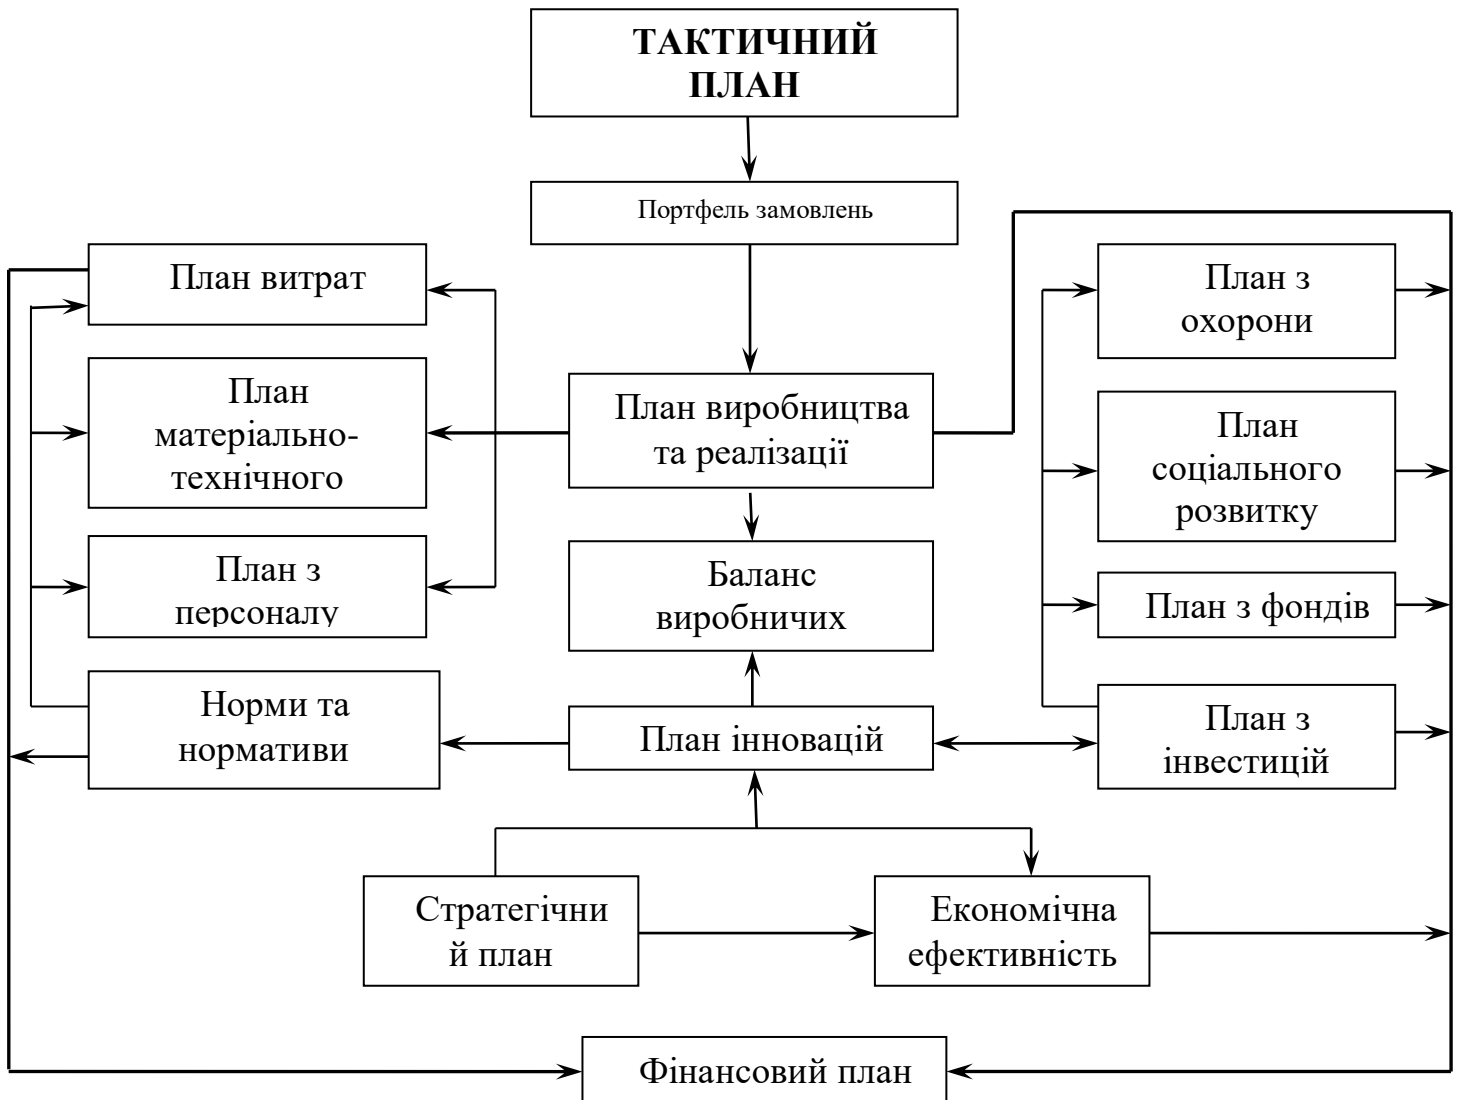 ТАКТИЧНИЙ
ПЛАН
Портфель замовлень
План витрат
План
матеріально-
технічного
План з
персоналу
Норми та
нормативи
План виробництва
та реалізації
Баланс
виробничих
План інновацій
План з
охорони
План
соціального
розвитку
План з фондів
План з
інвестицій
Стратегічни
й план
Економічна
ефективність
Фінансовий план